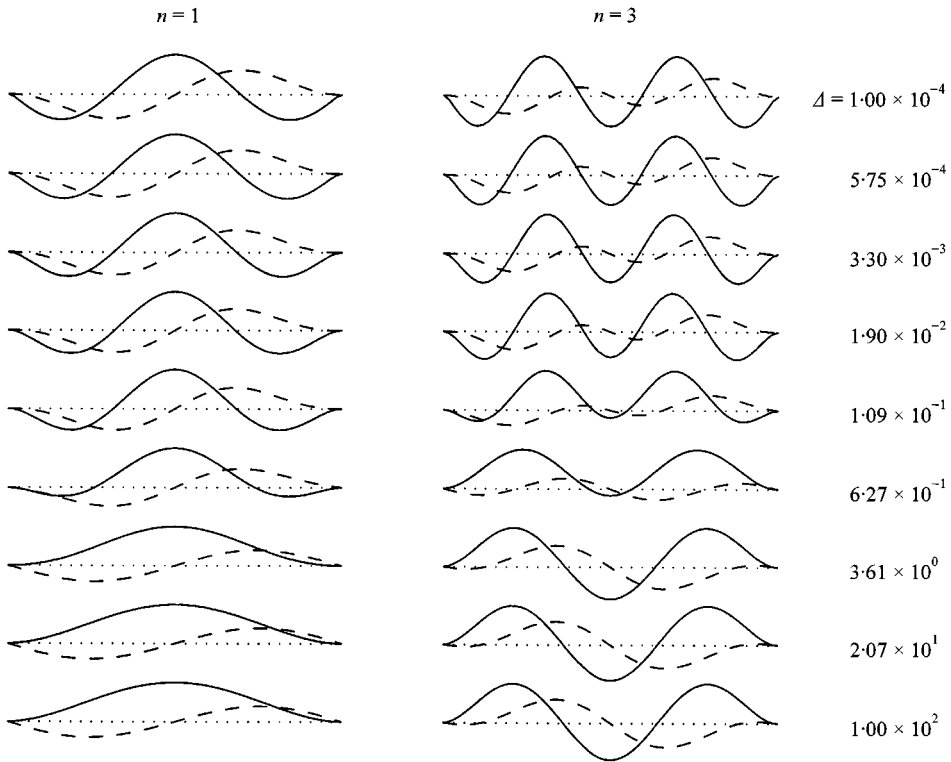 n = 1 n = 3
Δ = 1·00 × 10⁻⁴
5·75 × 10⁻⁴
3·30 × 10⁻³
1·90 × 10⁻²
1·09 × 10⁻¹
6·27 × 10⁻¹
3·61 × 10⁰
2·07 × 10¹
1·00 × 10²